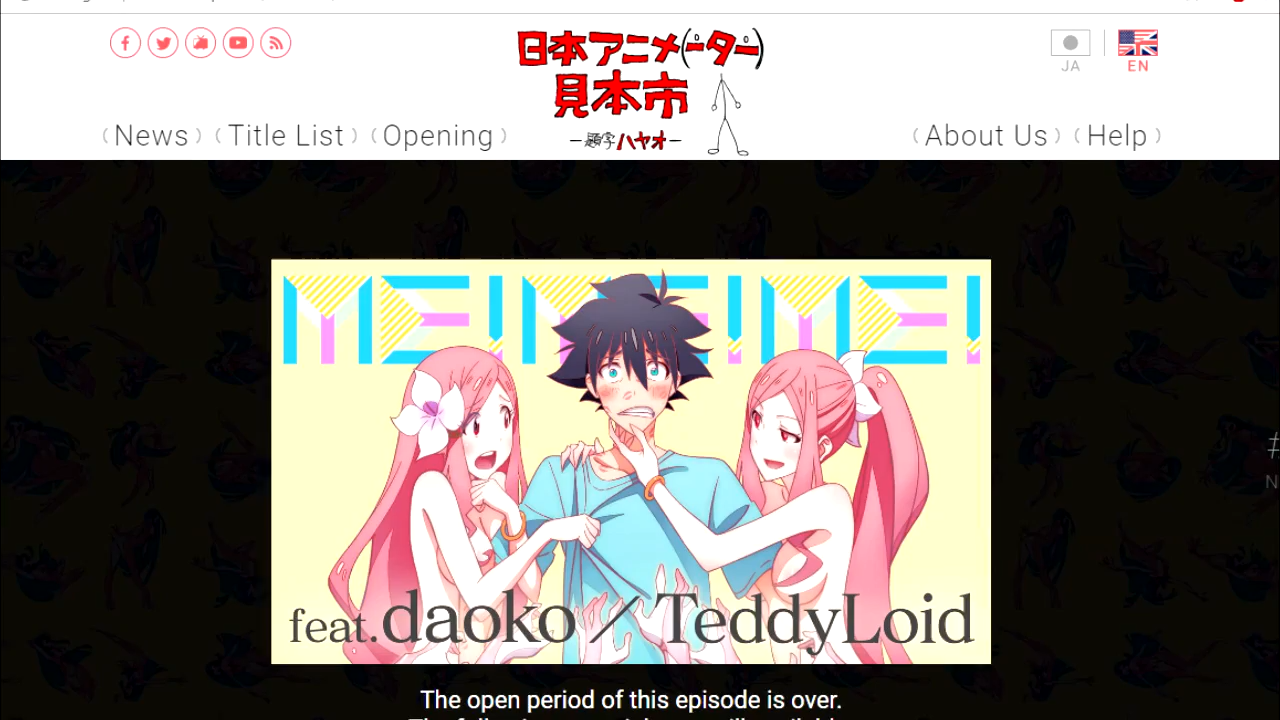 日本アニメ(ーター)
見本市
—題字ハヤオ—
JA
EN
News
Title List
Opening
About Us
Help
ME!ME!ME!
feat.daoko／TeddyLoid
#
N
The open period of this episode is over.